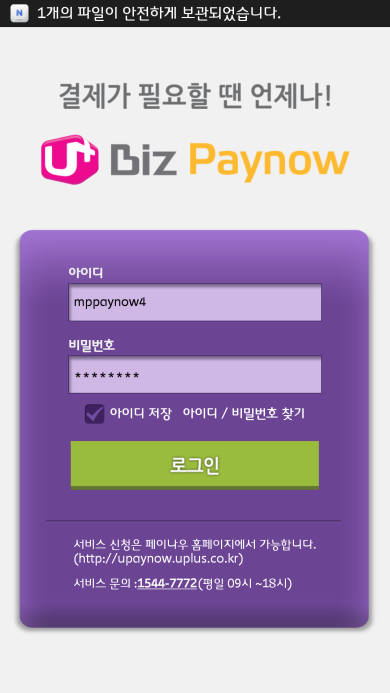 N 1개의 파일이 안전하게 보관되었습니다.
결제가 필요할 땐 언제나!
U+ Biz Paynow
아이디
mppaynow4
비밀번호
********
아이디 저장 아이디 / 비밀번호 찾기
로그인
서비스 신청은 페이나우 홈페이지에서 가능합니다.
(http://upaynow.uplus.co.kr)
서비스 문의 :1544-7772(평일 09시 ~18시)